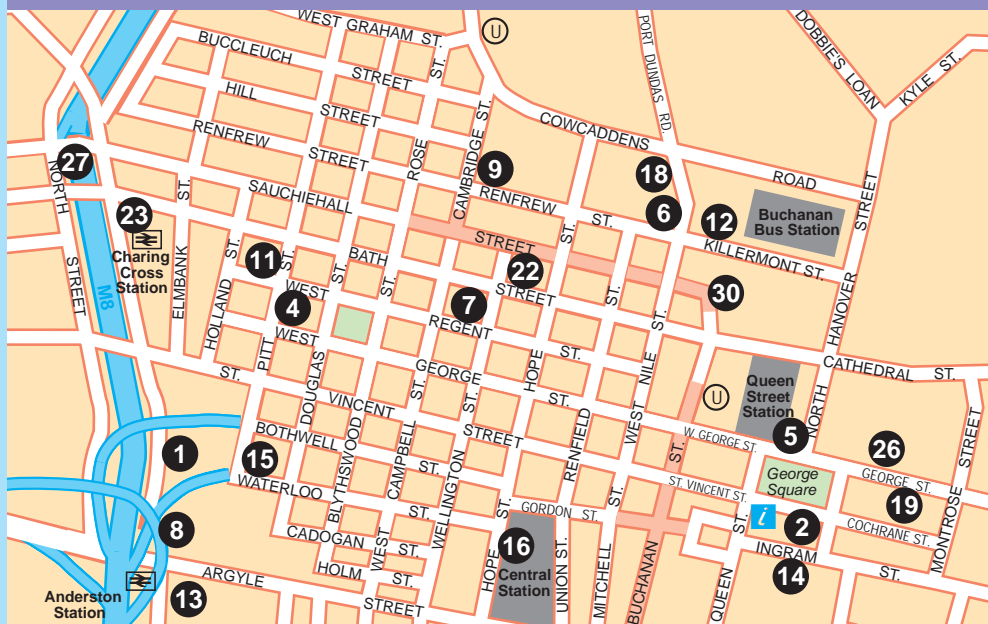 WEST GRAHAM ST.
U
PORT DUNDAS RD.
DOBBIE'S LOAN
KYLE ST.
BUCCLEUCH STREET
HILL STREET
RENFREW STREET
ROSE ST.
CAMBRIDGE ST.
COWCADDENS ROAD
27
9
18
NORTH STREET
SAUCHIEHALL STREET
RENFREW ST.
6
12
Buchanan
Bus Station
KILLERMONT ST.
23
Charing
Cross
Station
M8
ELMBANK ST.
HOLLAND ST.
11
BATH STREET
22
30
NORTH HANOVER STREET
4
7
PITT ST.
WEST REGENT ST.
WEST GEORGE ST.
DOUGLAS ST.
HOPE ST.
WEST NILE ST.
CATHEDRAL ST.
Queen
Street
Station
U
5
ST. VINCENT STREET
W. GEORGE ST.
BOTHWELL ST.
26
1
15
WATERLOO ST.
BLYTHSWOOD ST.
WEST CAMPBELL ST.
WELLINGTON ST.
RENFIELD ST.
ST. VINCENT ST.
George
Square
GEORGE ST.
19
MONTROSE STREET
8
CADOGAN ST.
GORDON ST.
i
2
COCHRANE ST.
INGRAM ST.
HOLM ST.
16
Central
Station
HOPE ST.
UNION ST.
MITCHELL ST.
BUCHANAN ST.
QUEEN ST.
14
Anderston
Station
13
ARGYLE STREET